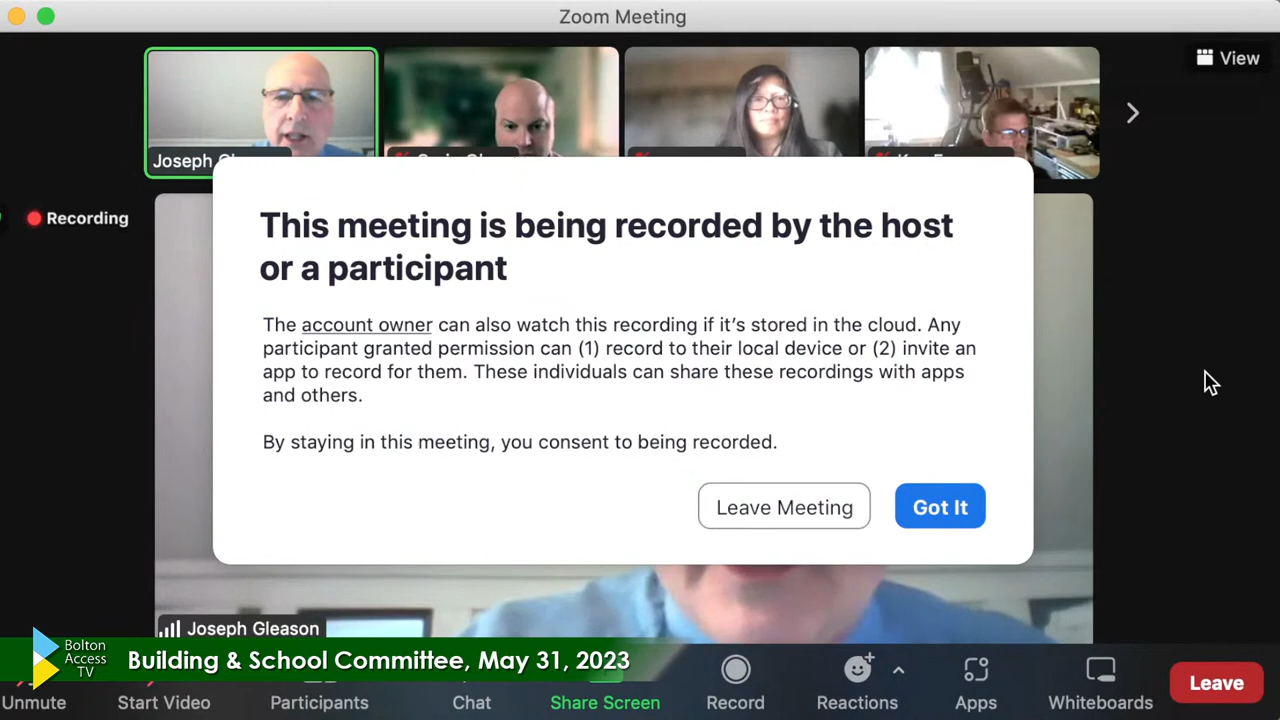 Zoom Meeting
View
Joseph
Recording
This meeting is being recorded by the host
or a participant
The account owner can also watch this recording if it's stored in the cloud. Any
participant granted permission can (1) record to their local device or (2) invite an
app to record for them. These individuals can share these recordings with apps
and others.
By staying in this meeting, you consent to being recorded.
Leave Meeting
Got It
Joseph Gleason
Bolton
Access
TV
Building & School Committee, May 31, 2023
Unmute
Start Video
Participants
Chat
Share Screen
Record
Reactions
Apps
Whiteboards
Leave